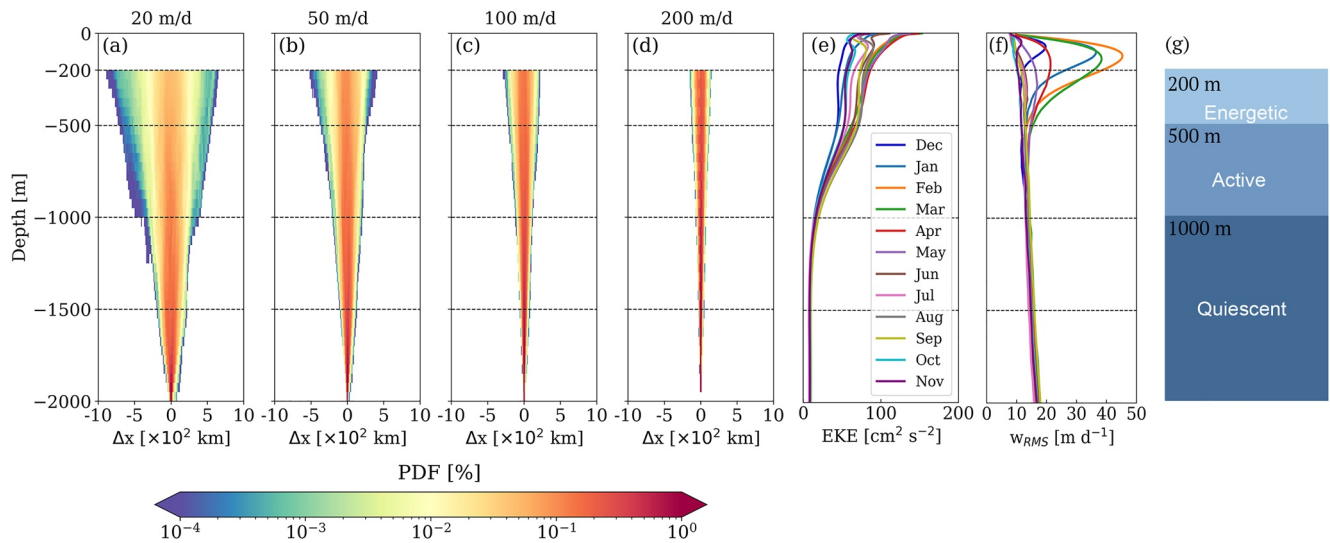 20 m/d
50 m/d
100 m/d
200 m/d
(a)
(b)
(c)
(d)
(e)
(f)
(g)
0
−200
−500
−1000
−1500
−2000
Depth [m]
-10 -5 0 5 10
-10 -5 0 5 10
-10 -5 0 5 10
-10 -5 0 5 10
0 100 200
0 10 20 30 40 50
Δx [×10² km]
Δx [×10² km]
Δx [×10² km]
Δx [×10² km]
EKE [cm² s⁻²]
w_RMS [m d⁻¹]
Dec
Jan
Feb
Mar
Apr
May
Jun
Jul
Aug
Sep
Oct
Nov
200 m
Energetic
500 m
Active
1000 m
Quiescent
PDF [%]
10⁻⁴ 10⁻³ 10⁻² 10⁻¹ 10⁰